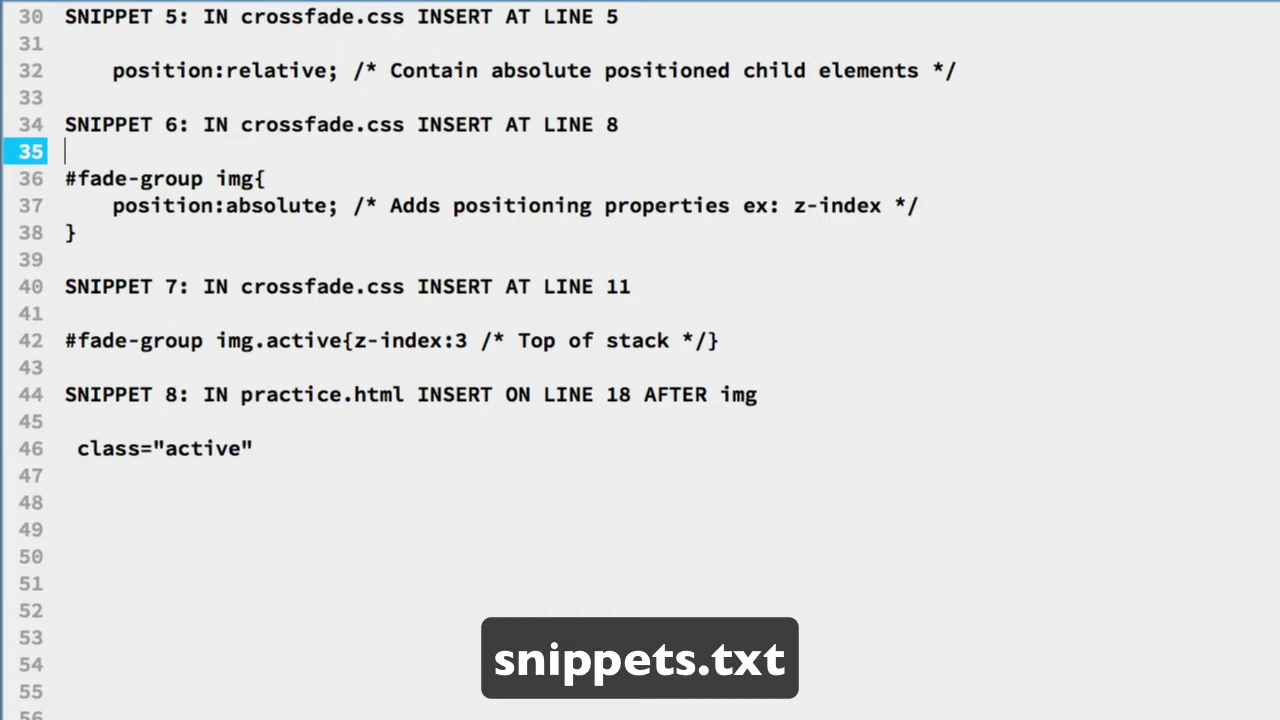 30 SNIPPET 5: IN crossfade.css INSERT AT LINE 5
31
32 position:relative; /* Contain absolute positioned child elements */
33
34 SNIPPET 6: IN crossfade.css INSERT AT LINE 8
35
36 #fade-group img{
37 position:absolute; /* Adds positioning properties ex: z-index */
38 }
39
40 SNIPPET 7: IN crossfade.css INSERT AT LINE 11
41
42 #fade-group img.active{z-index:3 /* Top of stack */}
43
44 SNIPPET 8: IN practice.html INSERT ON LINE 18 AFTER img
45
46 class="active"
47
48
49
50
51
52
53
54
55
56
snippets.txt